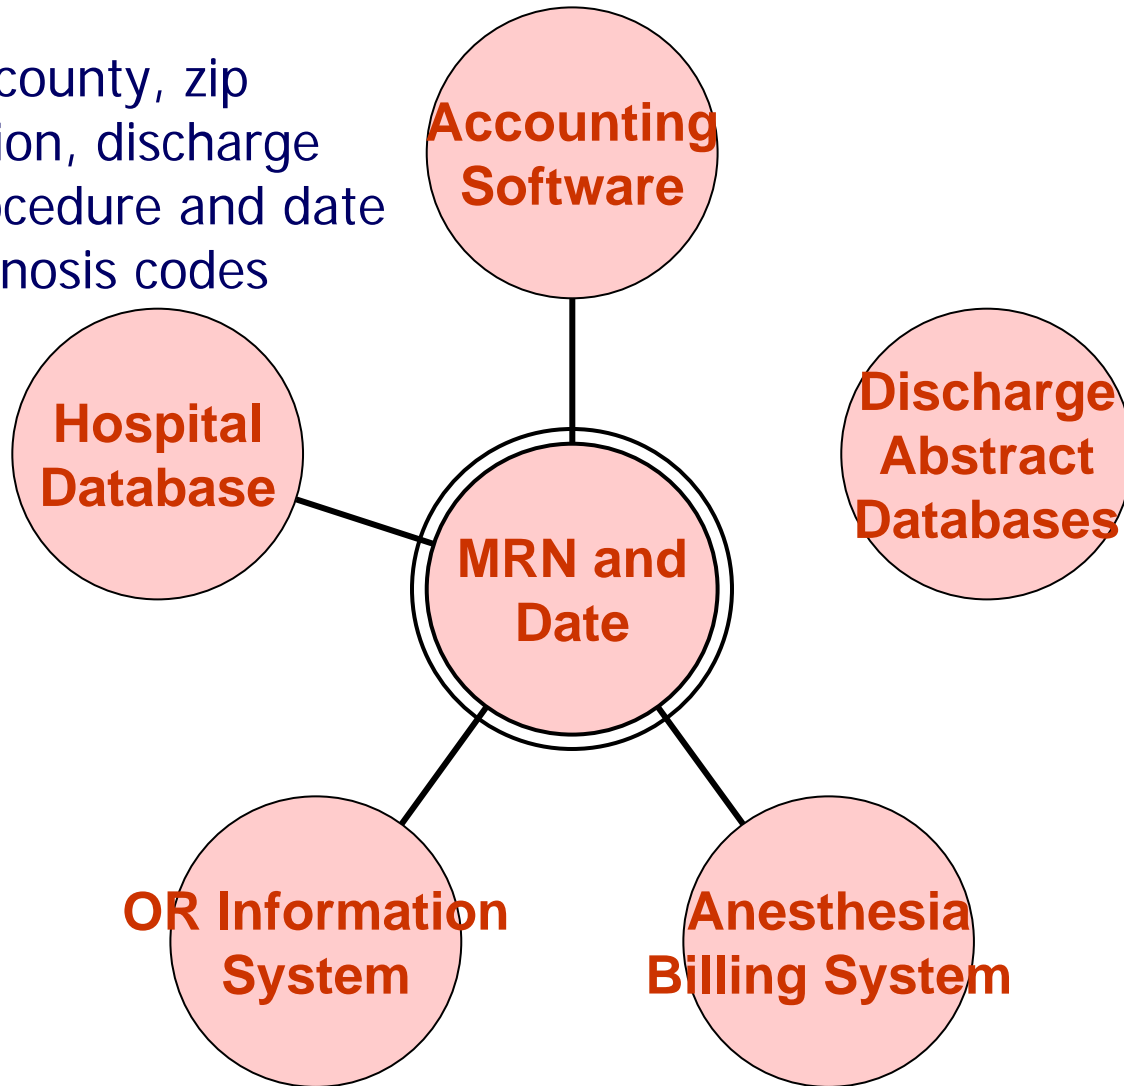 county, zip
ion, discharge
ocedure and date
nosis codes
Accounting
Software
Hospital
Database
Discharge
Abstract
Databases
MRN and
Date
OR Information
System
Anesthesia
Billing System